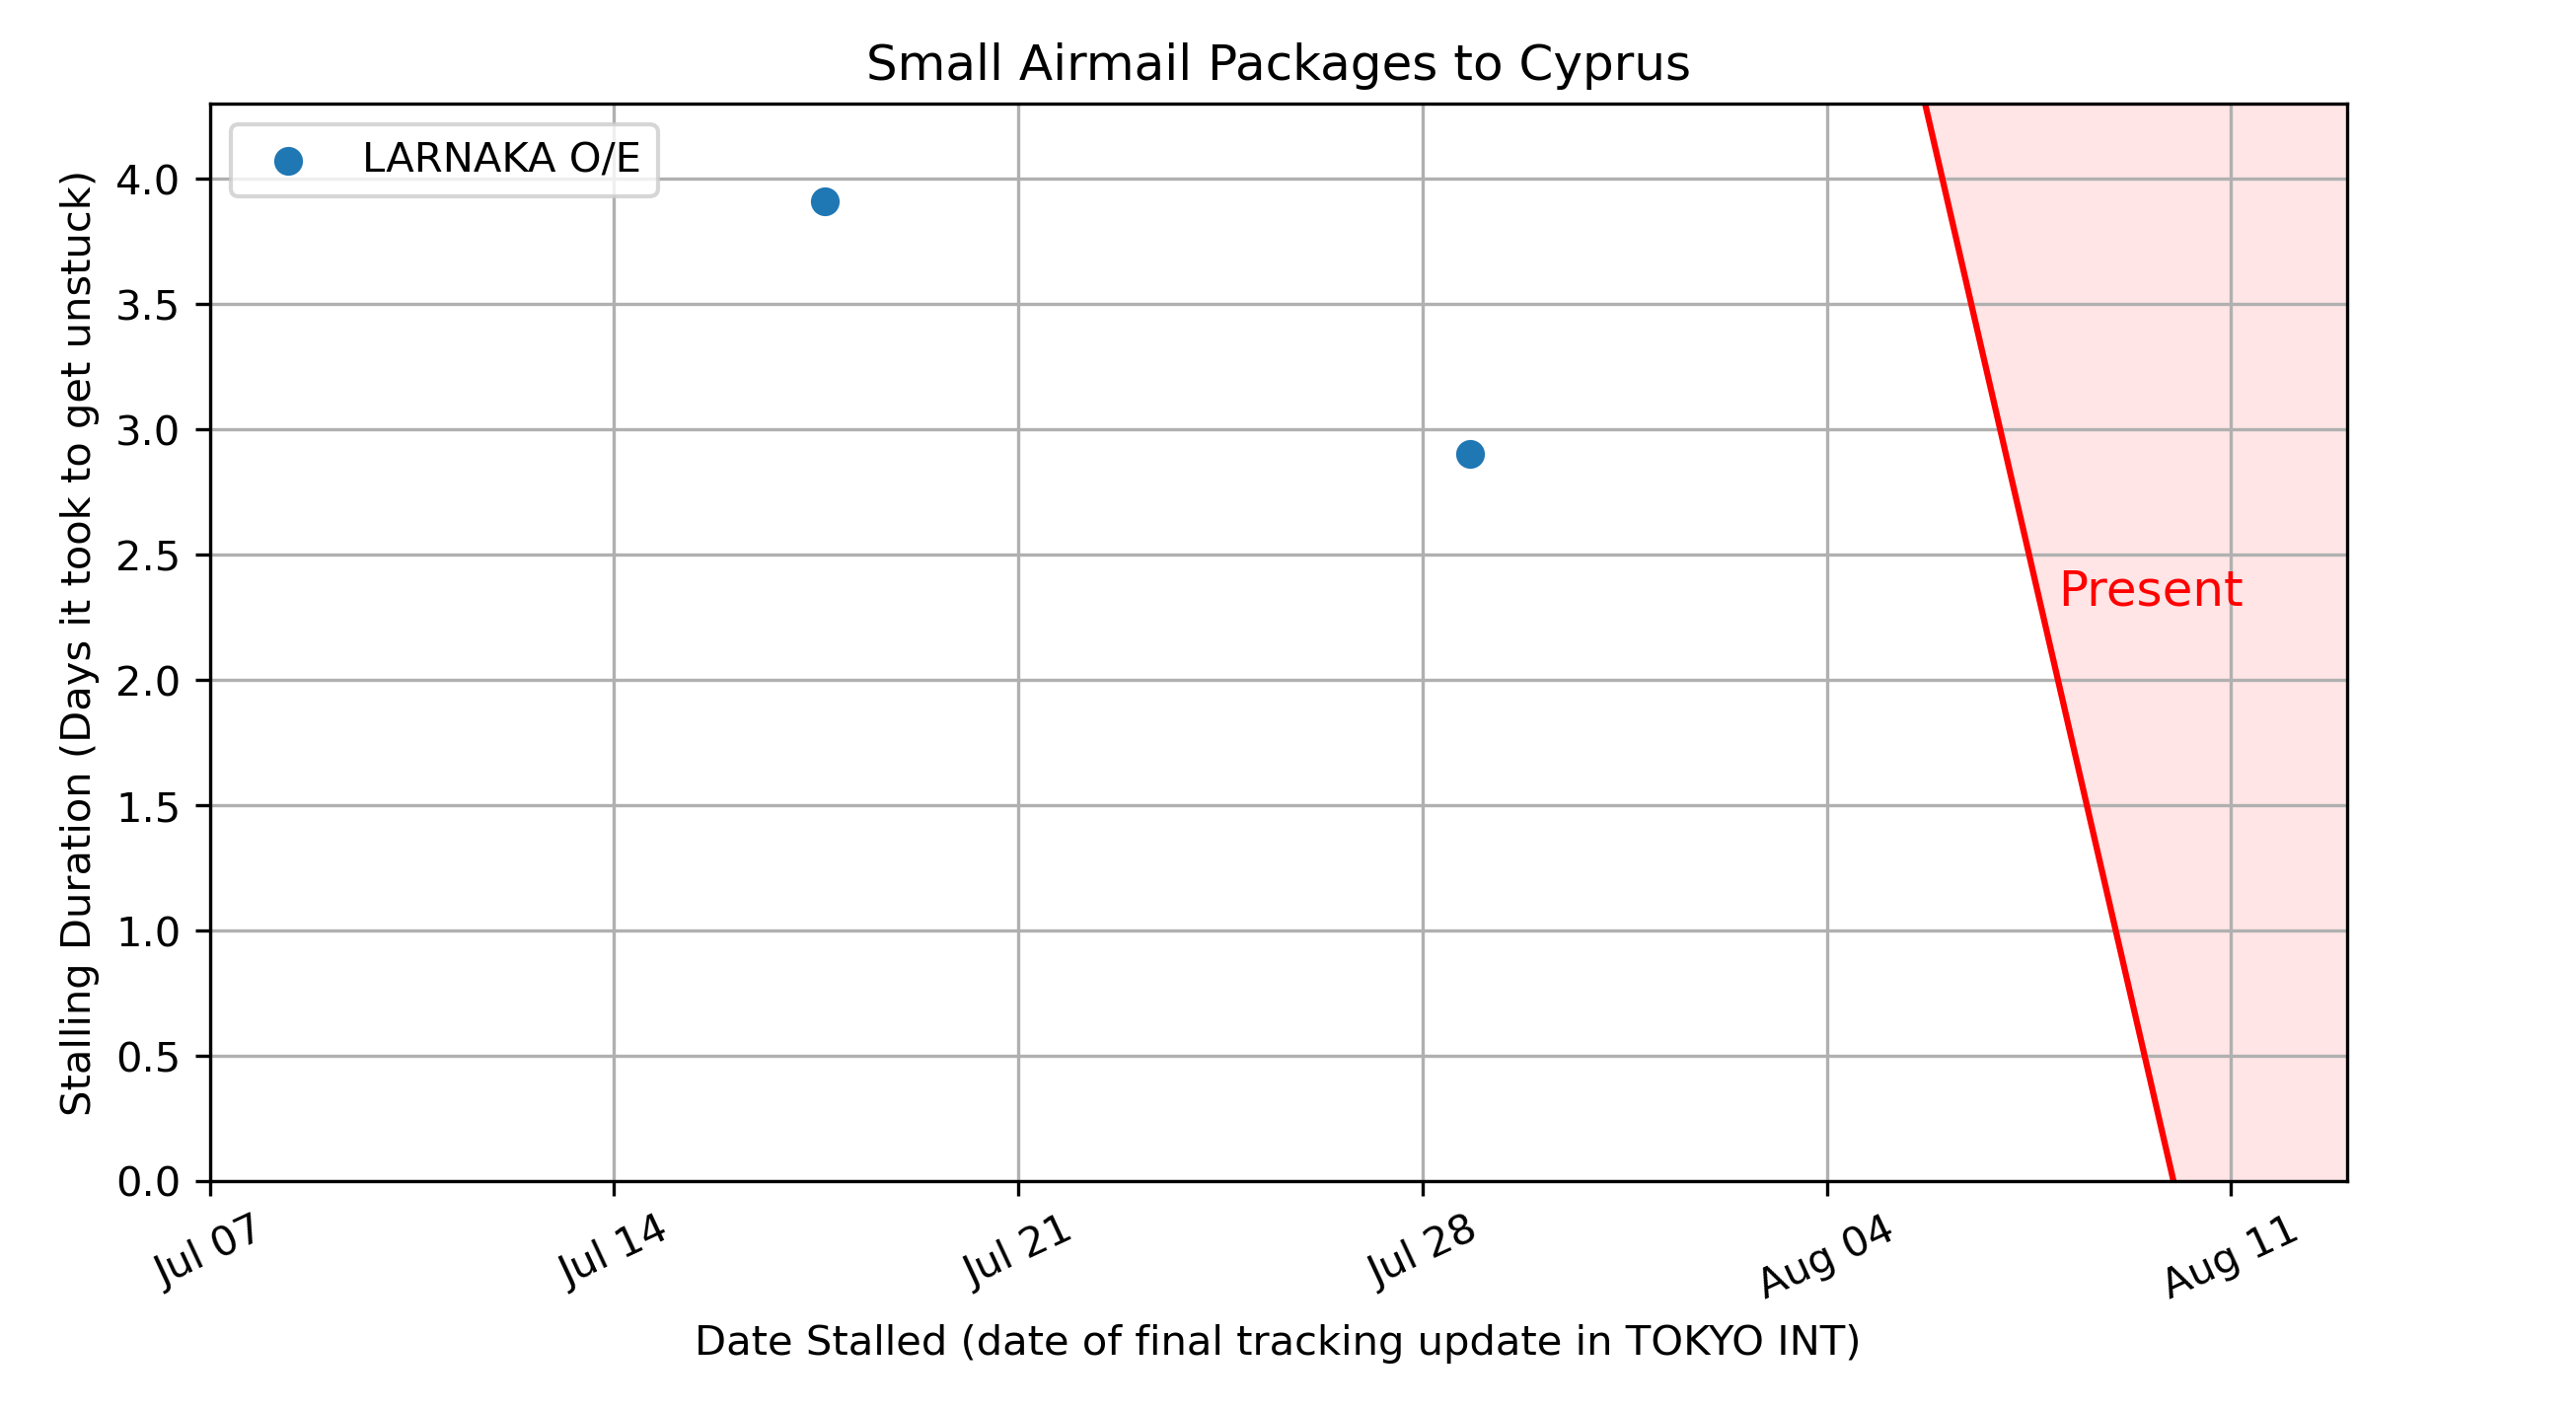 Small Airmail Packages to Cyprus
LARNAKA O/E
Stalling Duration (Days it took to get unstuck)
4.0
3.5
3.0
2.5
2.0
1.5
1.0
0.5
0.0
Present
Jul 07
Jul 14
Jul 21
Jul 28
Aug 04
Aug 11
Date Stalled (date of final tracking update in TOKYO INT)